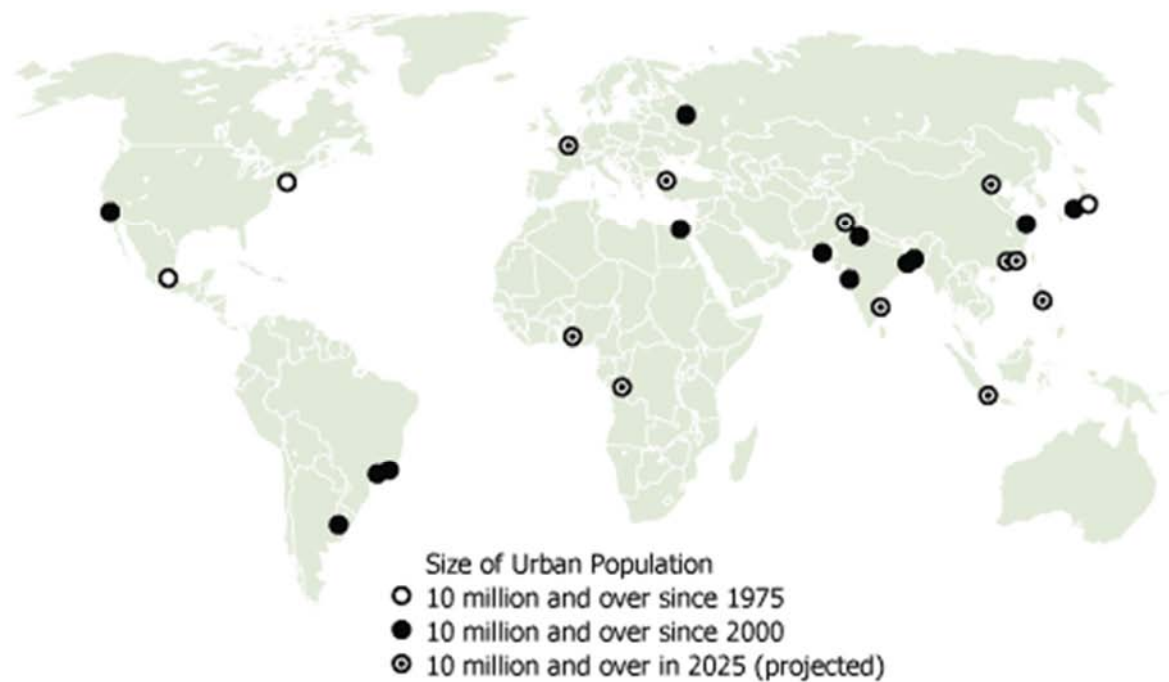 Size of Urban Population
10 million and over since 1975
10 million and over since 2000
10 million and over in 2025 (projected)